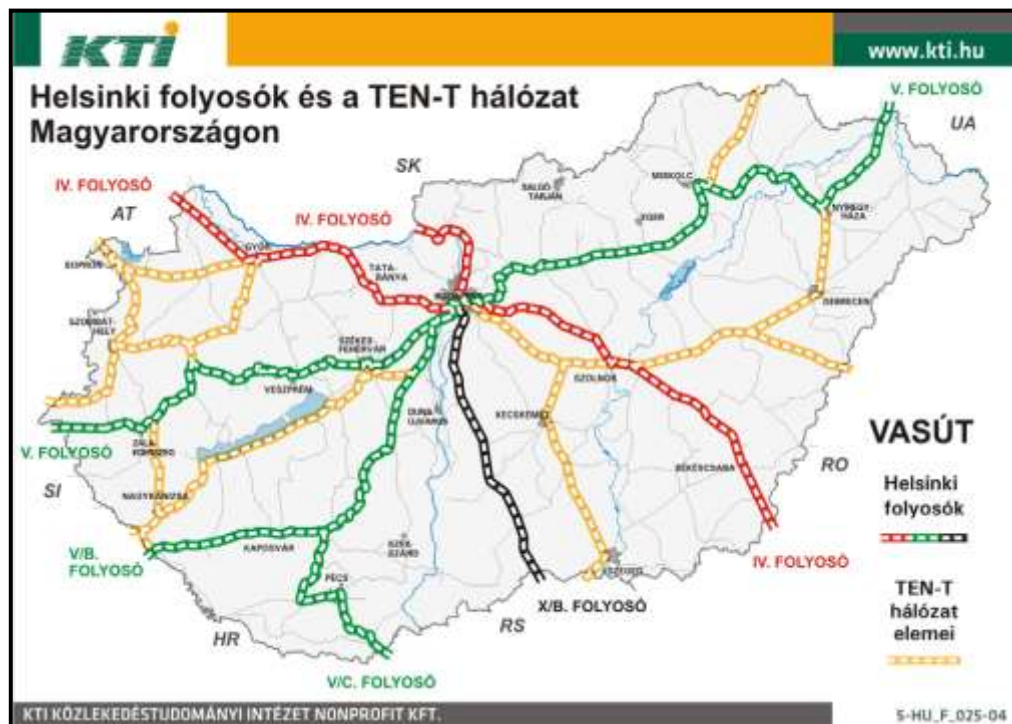 KTI
www.kti.hu
Helsinki folyosók és a TEN-T hálózat
Magyarországon
V. FOLYOSÓ
UA
SK
IV. FOLYOSÓ
AT
IV. FOLYOSÓ
SALGÓ
TARJÁN
MISKOLC
EGER
NYÍREGY-
HÁZA
GYŐR
SOPRON
TATA-
BÁNYA
DEBRECEN
SZOMBAT-
HELY
SZÉKES-
FEHÉRVÁR
VESZPRÉM
SZOLNOK
DUNA
ÚJVÁROS
KECSKEMÉT
V. FOLYOSÓ
ZALA-
EGERSZEG
VASÚT
SI
RO
BÉKÉSCSABA
NAGYKANIZSA
Helsinki
folyosók
V/B.
FOLYOSÓ
KAPOSVÁR
SZEK
SZÁRD
IV. FOLYOSÓ
SZEGED
PÉCS
X/B. FOLYOSÓ
TEN-T
hálózat
elemei
HR
RS
V/C. FOLYOSÓ
KTI KÖZLEKEDÉSTUDOMÁNYI INTÉZET NONPROFIT KFT.
5-HU_F_025-04